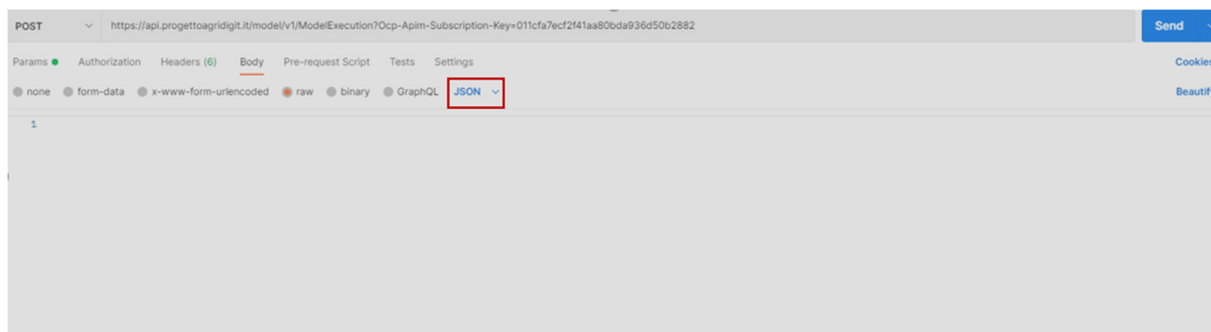 POST https://api.progettoagridigit.it/model/v1/ModelExecution?Ocp-Apim-Subscription-Key=011cfa7ecf2f41aa80bda936d50b2882 Send
Params Authorization Headers (6) Body Pre-request Script Tests Settings Cookies
none form-data x-www-form-urlencoded raw binary GraphQL JSON Beautify
1